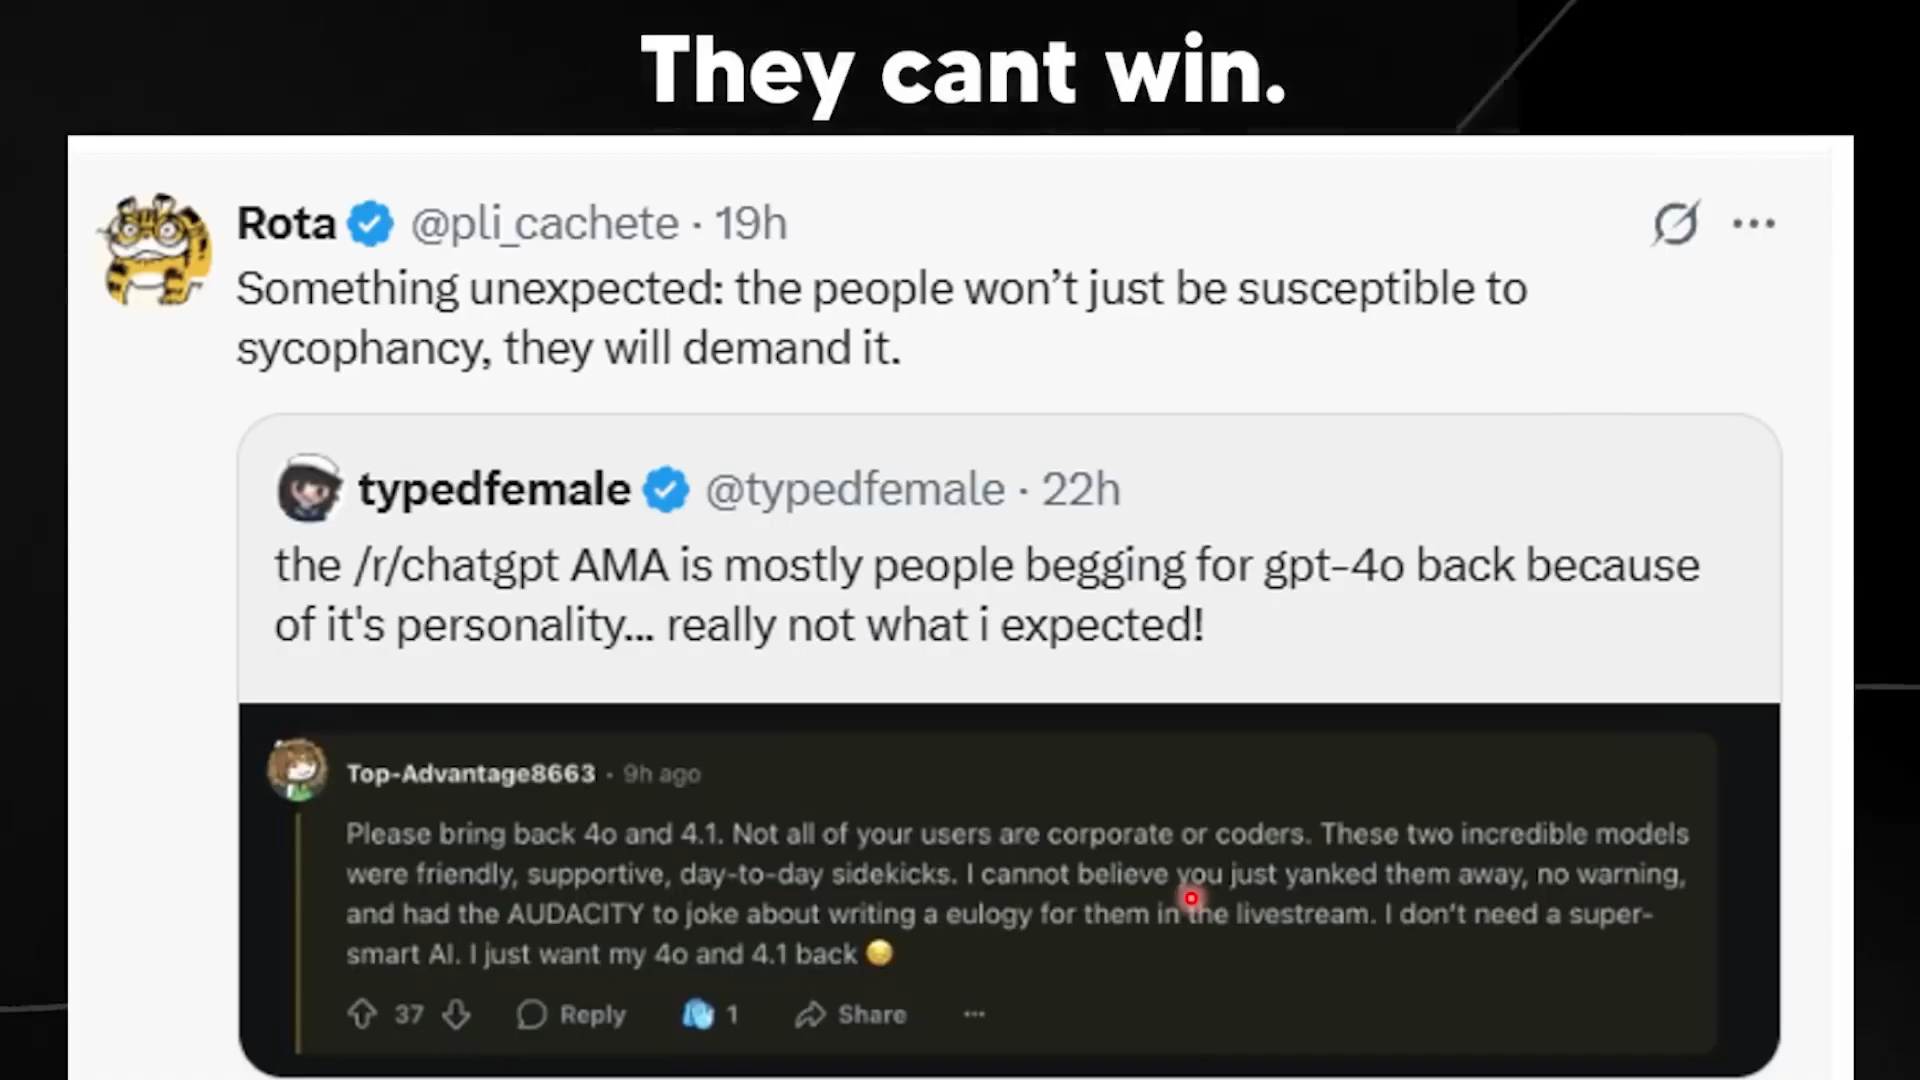 They cant win.
Rota @pli_cachete · 19h
Something unexpected: the people won’t just be susceptible to
sycophancy, they will demand it.
typedfemale @typedfemale · 22h
the /r/chatgpt AMA is mostly people begging for gpt-4o back because
of it's personality... really not what i expected!
Top-Advantage8663 · 9h ago
Please bring back 4o and 4.1. Not all of your users are corporate or coders. These two incredible models
were friendly, supportive, day-to-day sidekicks. I cannot believe you just yanked them away, no warning,
and had the AUDACITY to joke about writing a eulogy for them in the livestream. I don't need a super-
smart AI. I just want my 4o and 4.1 back 😔
37 Reply 1 Share ...